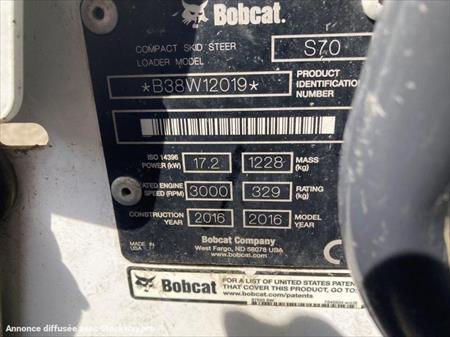 Bobcat.
COMPACT SKID STEER
LOADER MODEL
S70
*B38W12019*
PRODUCT
IDENTIFICATION
NUMBER
ISO 14396
POWER (kW)
17.2
1228
MASS
(kg)
RATED ENGINE
SPEED (RPM)
3000
329
RATING
(kg)
CONSTRUCTION
YEAR
2016
2016
MODEL
YEAR
MADE IN
USA
Bobcat Company
West Fargo, ND 58078 USA
www.bobcat.com
C
Bobcat
FOR A LIST OF UNITED STATES PATEN
THAT COVER THIS PRODUCT, GO TO
www.bobcat.com/patents
Annonce diffusée avec